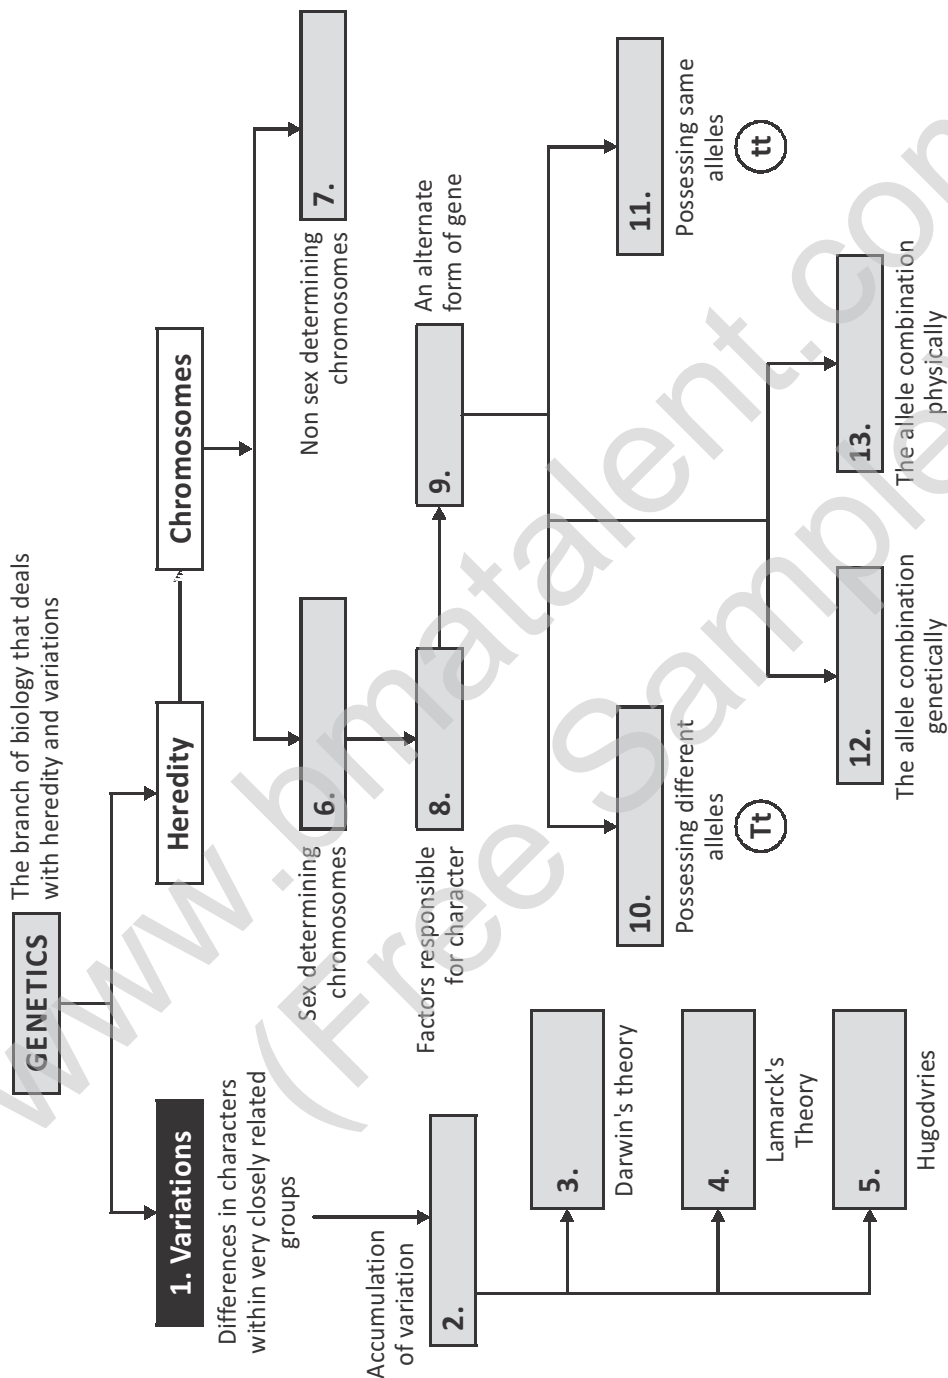 GENETICS
The branch of biology that deals
with heredity and variations
1. Variations
Differences in characters
within very closely related
groups
Heredity
Chromosomes
Accumulation
of variation
2.
3.
Darwin's theory
4.
Lamarck's
Theory
5.
Hugodvries
Sex determining
chromosomes
6.
Non sex determining
chromosomes
7.
Factors responsible
for character
8.
9.
An alternate
form of gene
10.
Possessing different
alleles
Tt
11.
Possessing same
alleles
tt
12.
The allele combination
genetically
13.
The allele combination
physically
www.bmatalent.com
(Free Sample